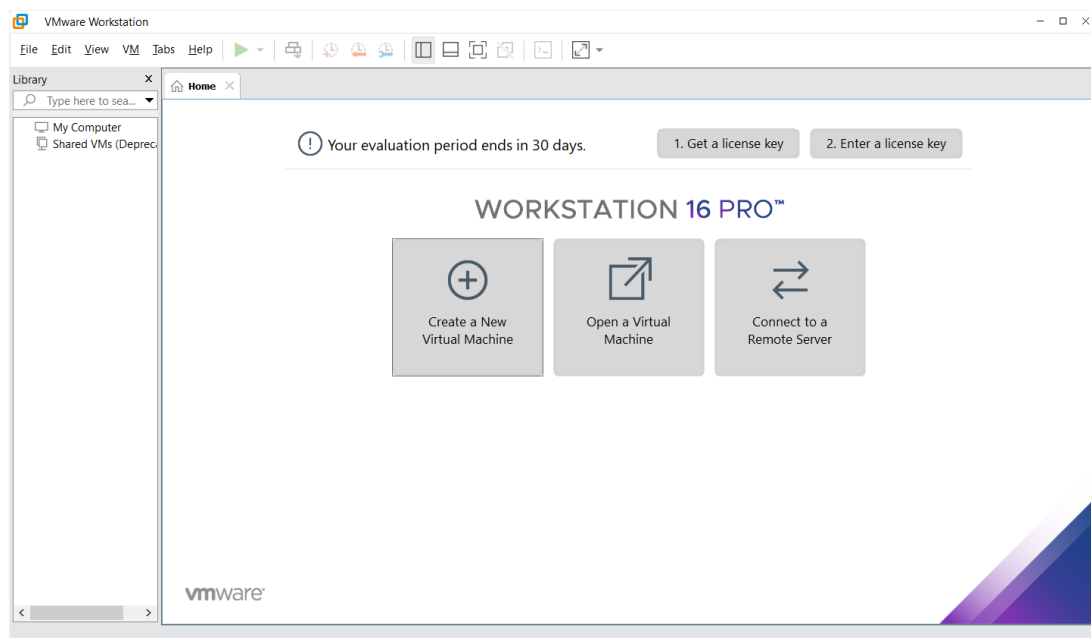 VMware Workstation
File Edit View VM Tabs Help
Library X
Home
Type here to sea...
My Computer
Shared VMs (Deprec
Your evaluation period ends in 30 days. 1. Get a license key 2. Enter a license key
WORKSTATION 16 PRO™
Create a New Virtual Machine
Open a Virtual Machine
Connect to a Remote Server
vmware